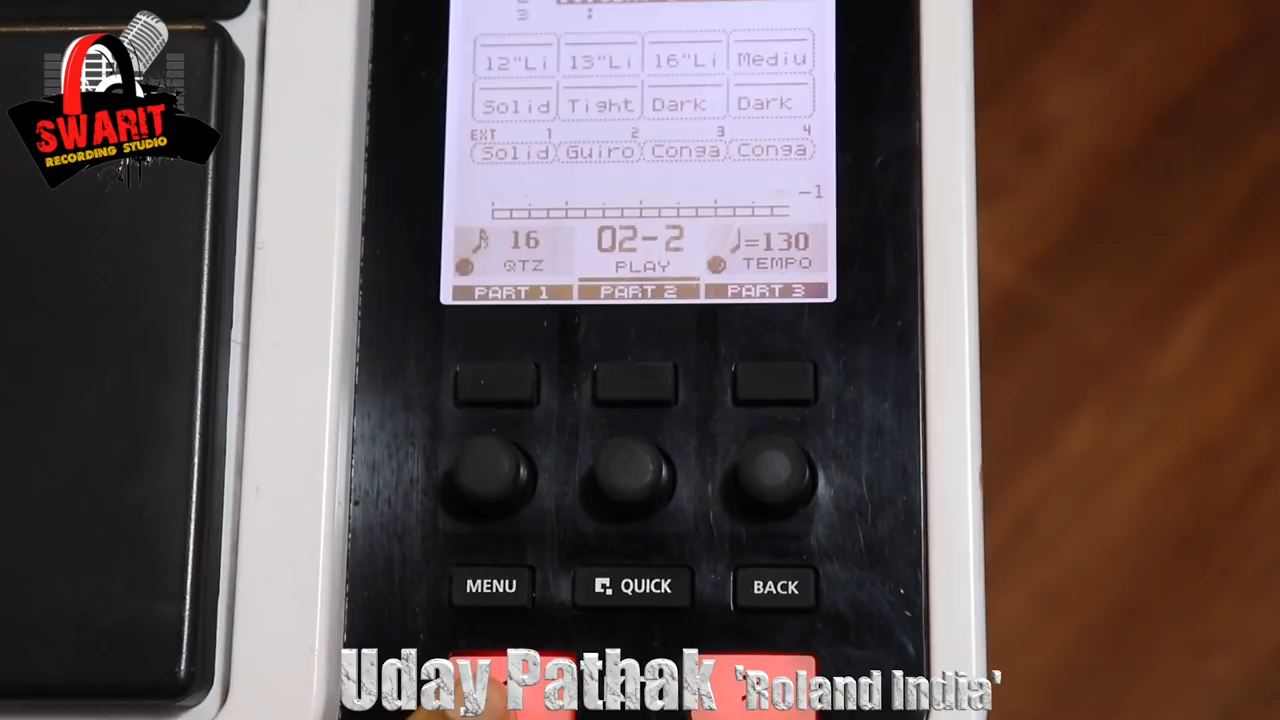 SWARIT
RECORDING STUDIO
3
12"Li 13"Li 16"Li Mediu
Solid Tight Dark Dark
EXT 1 2 3 4
Solid Guiro Conga Conga
-1
16 02-2 =130
QTZ PLAY TEMPO
PART 1 PART 2 PART 3
MENU QUICK BACK
Uday Pathak 'Roland India'